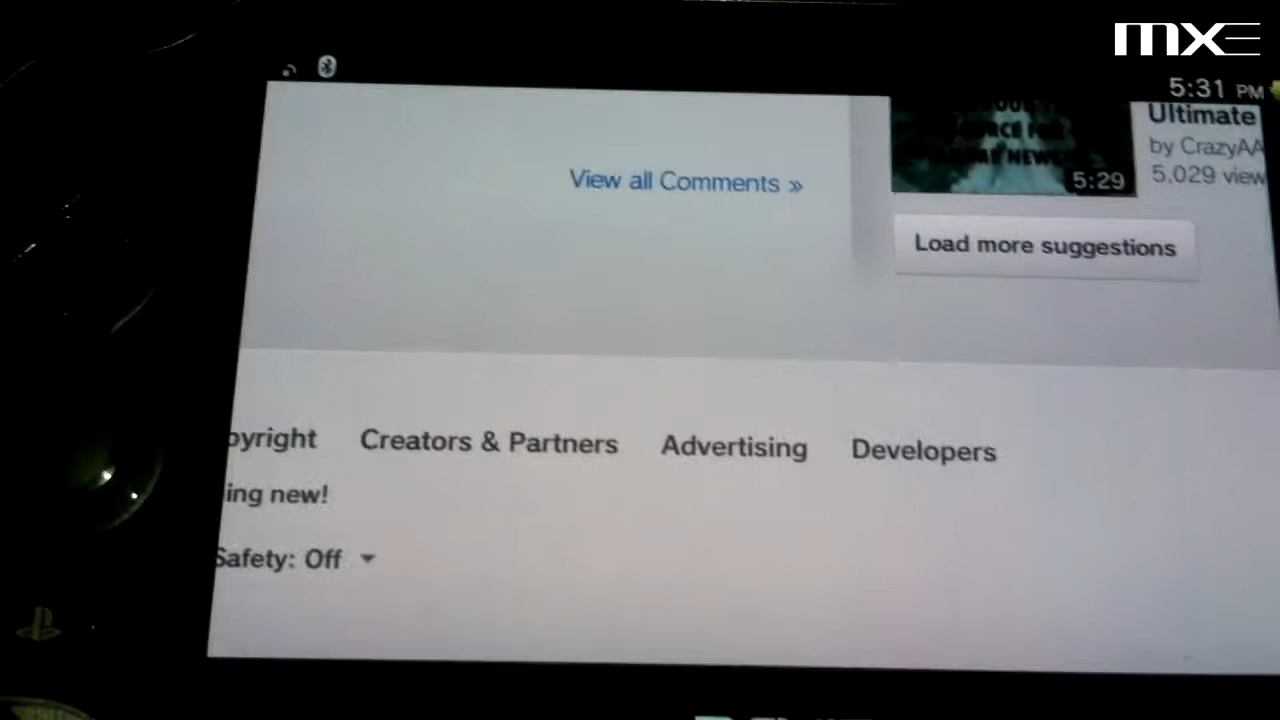 MXE
5:31 PM
Ultimate
by CrazyAA
5,029 view
5:29
View all Comments »
Load more suggestions
pyright Creators & Partners Advertising Developers
ing new!
Safety: Off